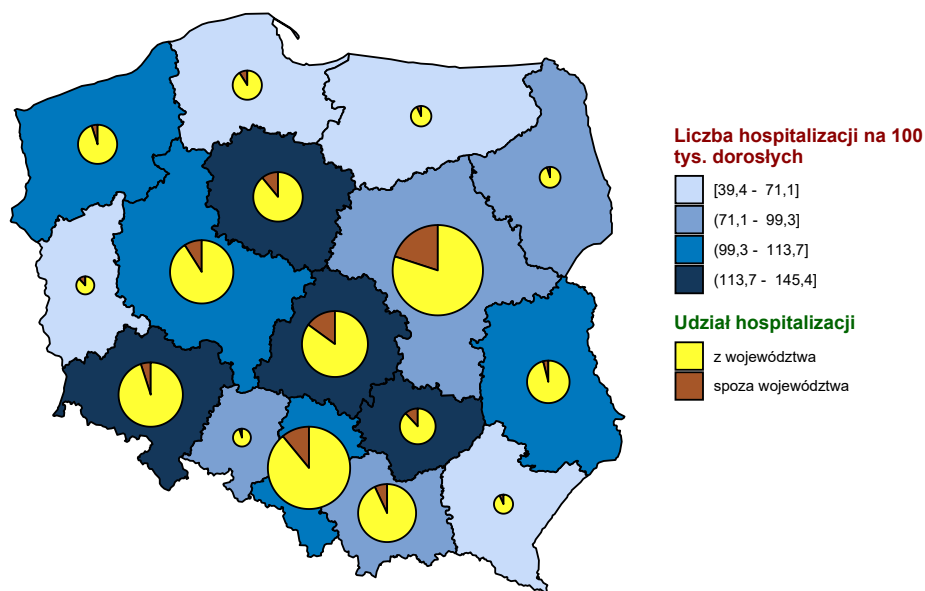 Liczba hospitalizacji na 100
tys. dorosłych
[39,4 - 71,1]
(71,1 - 99,3]
(99,3 - 113,7]
(113,7 - 145,4]
Udział hospitalizacji
z województwa
spoza województwa